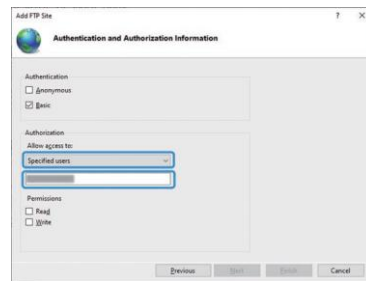 Add FTP Site
? X
Authentication and Authorization Information
Authentication
Anonymous
Basic
Authorization
Allow access to:
Specified users
Permissions
Read
Write
Previous Next Finish Cancel